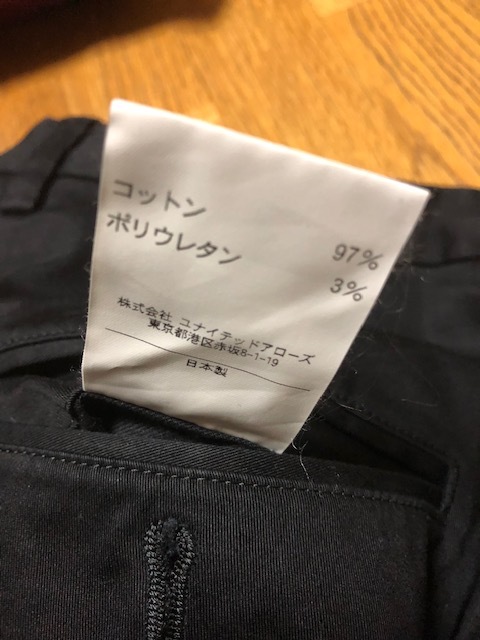 コットン 97%
ポリウレタン 3%
株式会社 ユナイテッドアローズ
東京都港区赤坂8-1-19
日本製